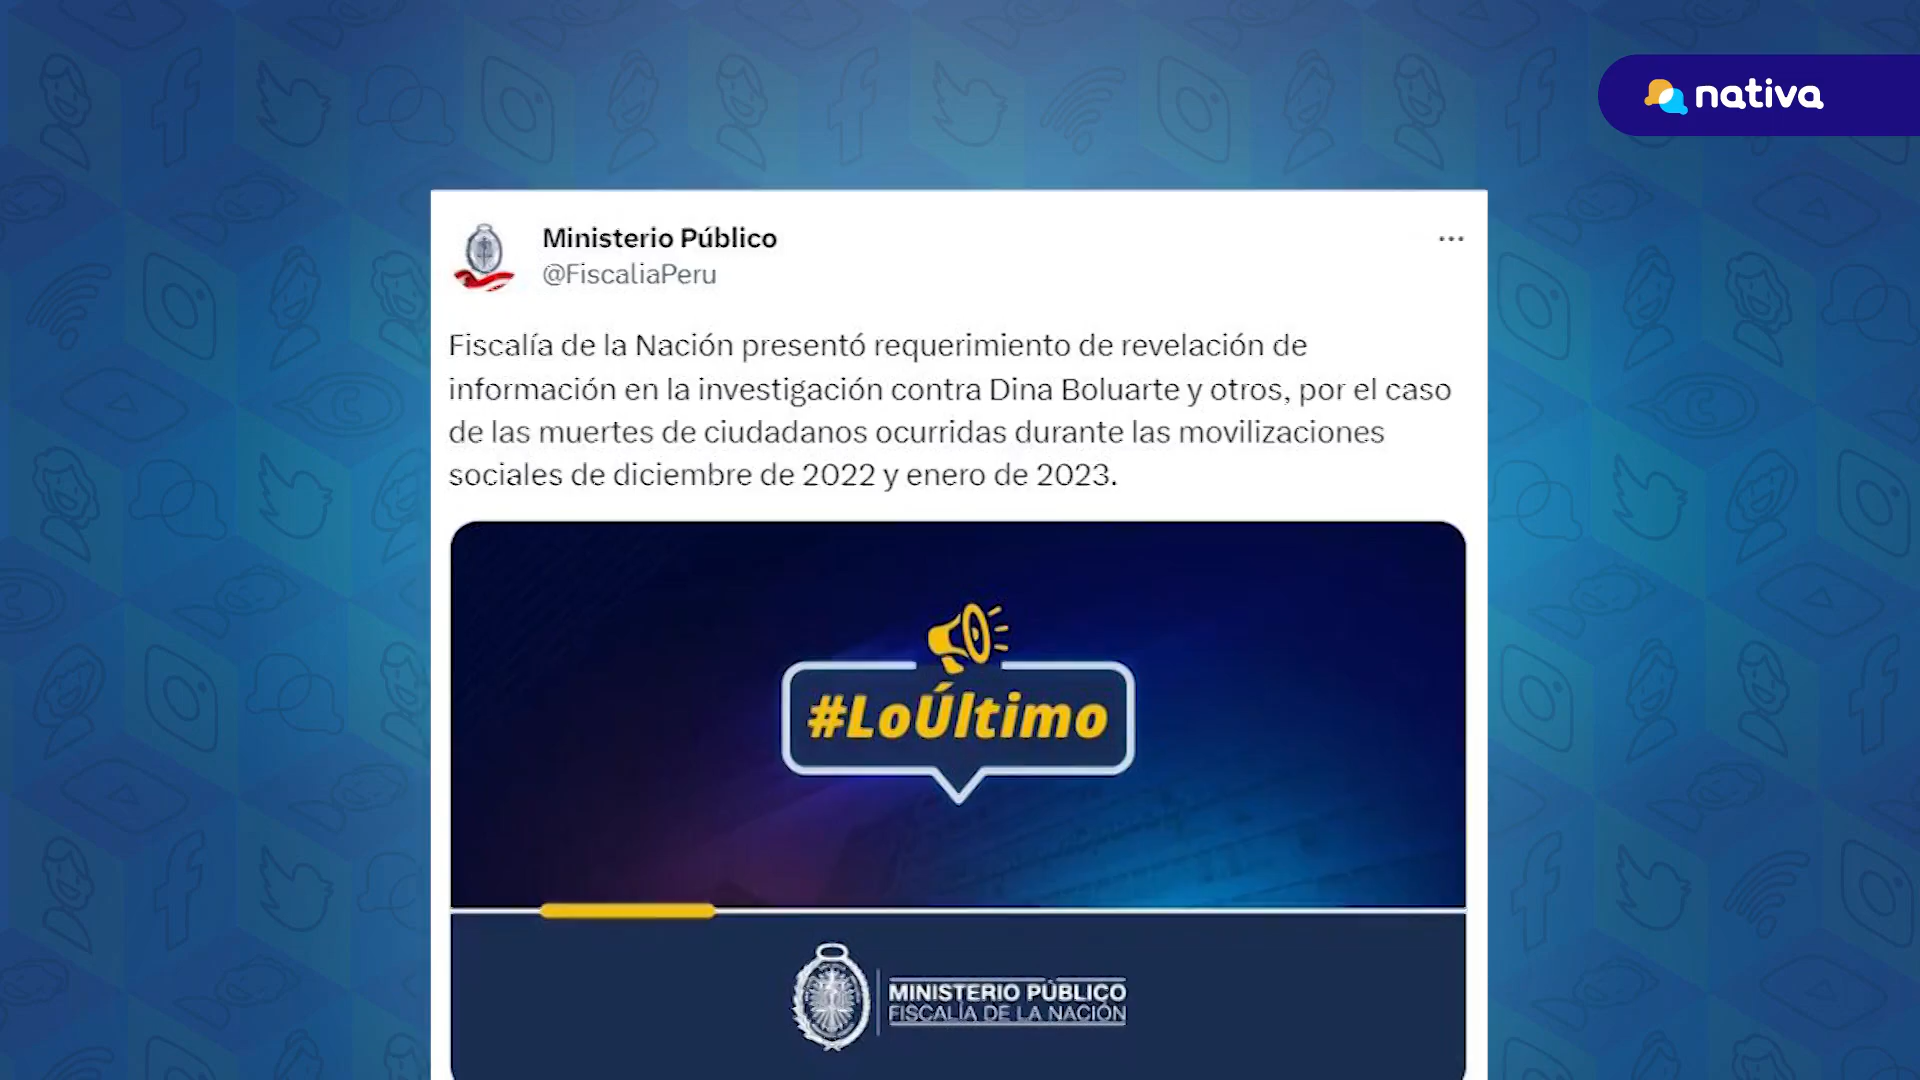 nativa
Ministerio Público
@FiscaliaPeru
Fiscalía de la Nación presentó requerimiento de revelación de
información en la investigación contra Dina Boluarte y otros, por el caso
de las muertes de ciudadanos ocurridas durante las movilizaciones
sociales de diciembre de 2022 y enero de 2023.
#LoÚltimo
MINISTERIO PÚBLICO
FISCALÍA DE LA NACIÓN